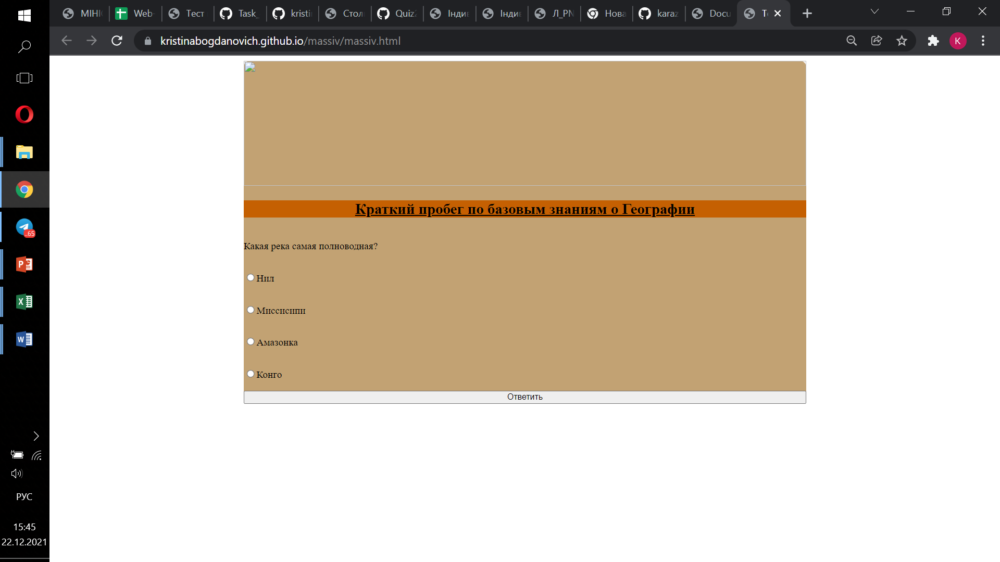 МІНІ
Web-
Тест
Task_
kristi
Стол
Quiz
Індив
Індив
Л_PN
Нова
karaz
Docu
kristinabogdanovich.github.io/massiv/massiv.html
K
Краткий пробег по базовым знаниям о Географии
Какая река самая полноводная?
Нил
Миссисипи
Амазонка
Конго
Ответить
..65
РУС
15:45
22.12.2021